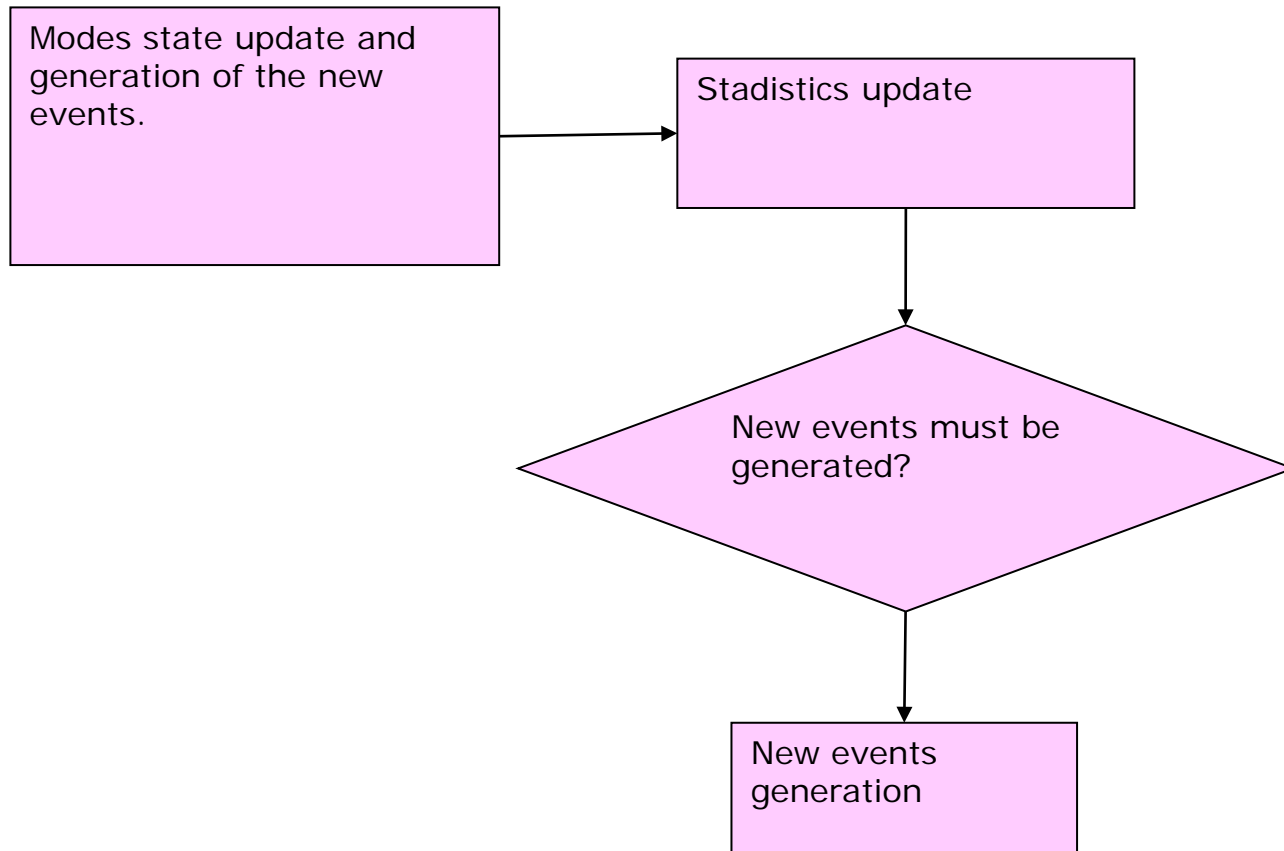 Modes state update and
generation of the new
events.
Stadistics update
New events must be
generated?
New events
generation